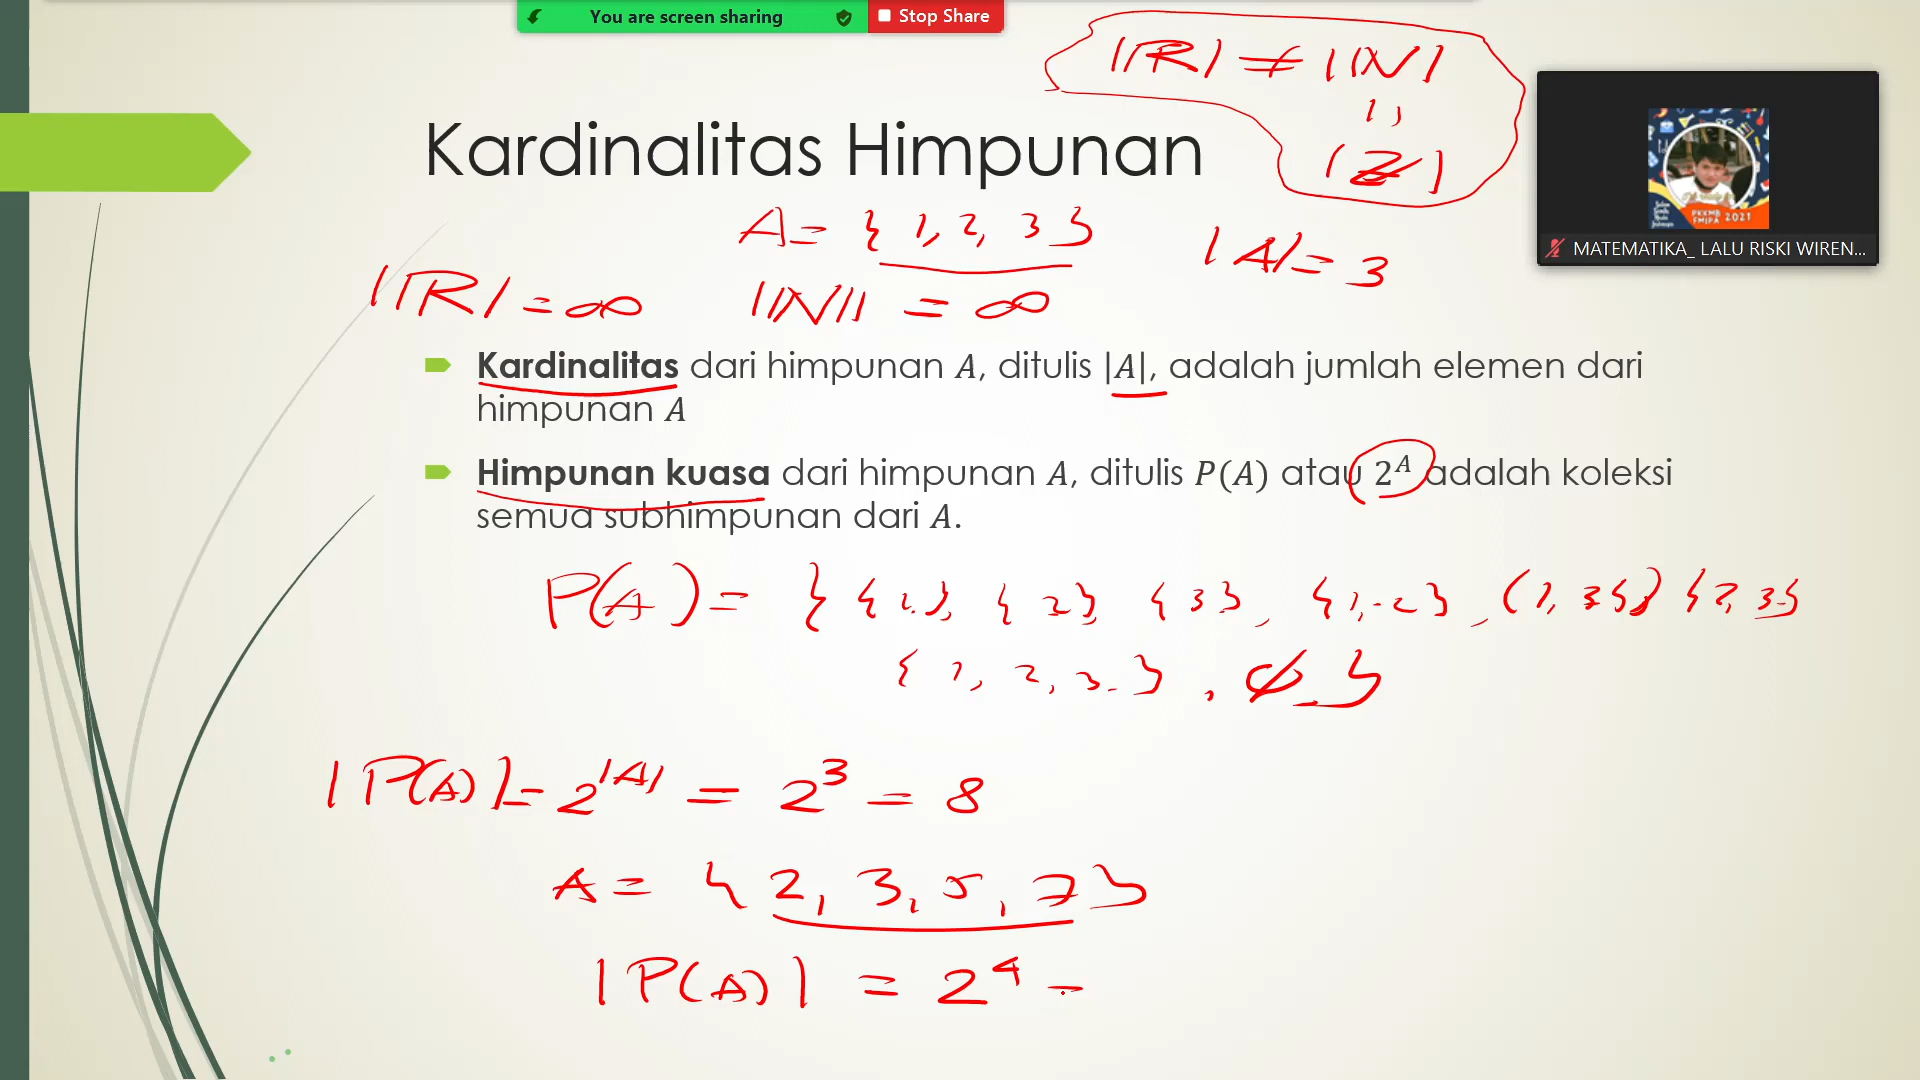 You are screen sharing
Stop Share
|ℝ| ≠ |ℕ|
||
|ℤ|
Kardinalitas Himpunan
PKKMB
FMIPA 2021
MATEMATIKA_ LALU RISKI WIREN...
A = { 1, 2, 3 }
|A| = 3
|ℝ| = ∞
|ℕ| = ∞
Kardinalitas dari himpunan A, ditulis |A|, adalah jumlah elemen dari
himpunan A
Himpunan kuasa dari himpunan A, ditulis P(A) atau 2^A adalah koleksi
semua subhimpunan dari A.
P(A) = { {1}, {2}, {3}, {1, 2}, {1, 3}, {2, 3}
{ 1, 2, 3 }, ∅ }
|P(A)| = 2^|A| = 2^3 = 8
A = { 2, 3, 5, 7 }
|P(A)| = 2^4 =